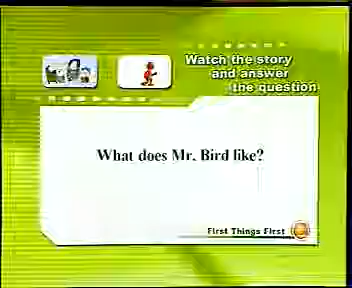 Watch the story
and answer
the question
What does Mr. Bird like?
First Things First